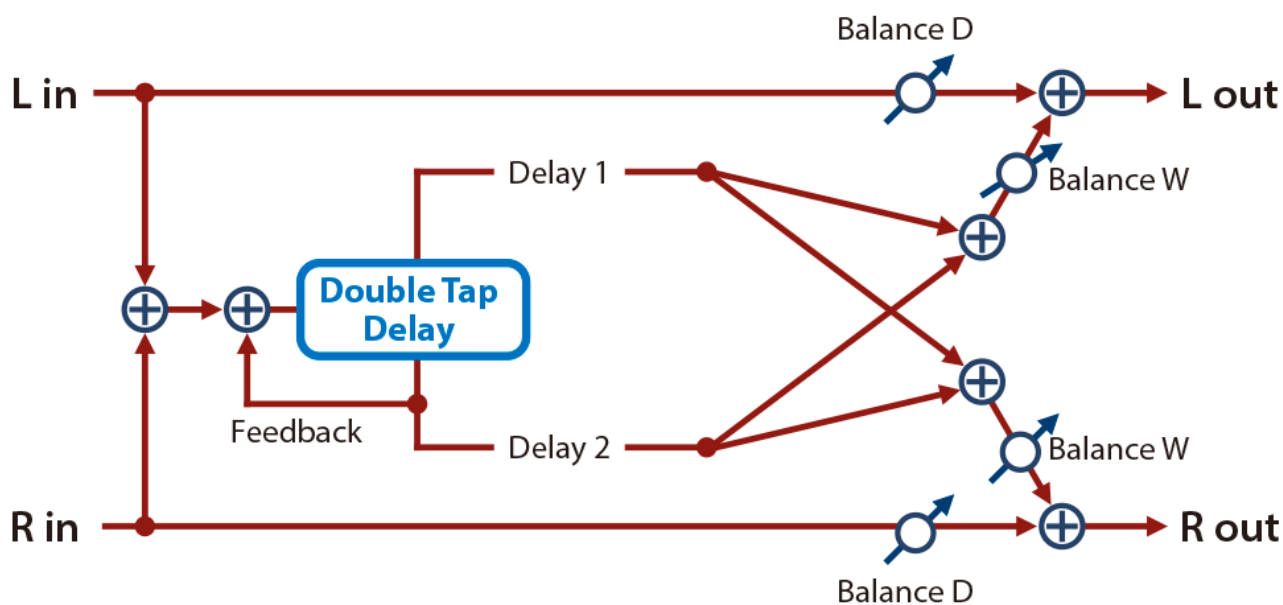 Balance D
L in
L out
Delay 1
Balance W
Double Tap
Delay
Feedback
Delay 2
Balance W
R in
R out
Balance D